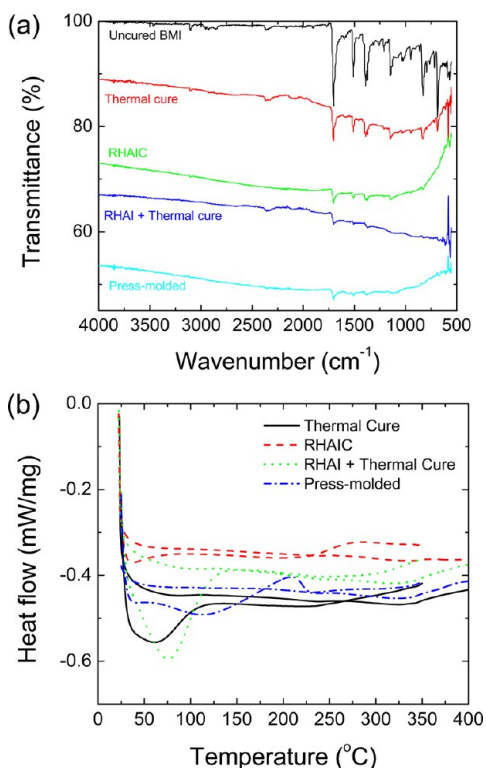 (a)
100
80
60
Transmittance (%)
Uncured BMI
Thermal cure
RHAIC
RHAI + Thermal cure
Press-molded
4000 3500 3000 2500 2000 1500 1000 500
Wavenumber (cm⁻¹)
(b)
0.0
-0.2
-0.4
-0.6
Heat flow (mW/mg)
Thermal Cure
RHAIC
RHAI + Thermal Cure
Press-molded
0 50 100 150 200 250 300 350 400
Temperature (°C)